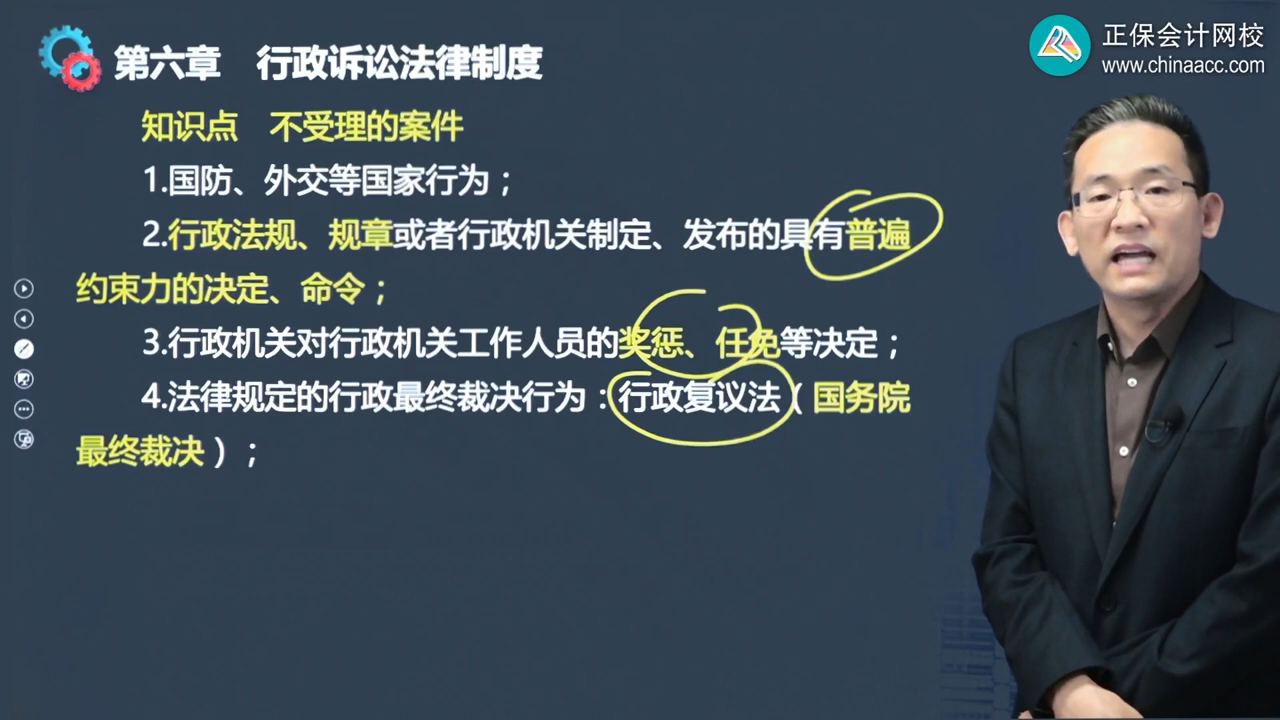 第六章 行政诉讼法律制度
正保会计网校
www.chinaacc.com
知识点 不受理的案件
1.国防、外交等国家行为；
2.行政法规、规章或者行政机关制定、发布的具有普遍
约束力的决定、命令；
3.行政机关对行政机关工作人员的奖惩、任免等决定；
4.法律规定的行政最终裁决行为：行政复议法（国务院
最终裁决）；